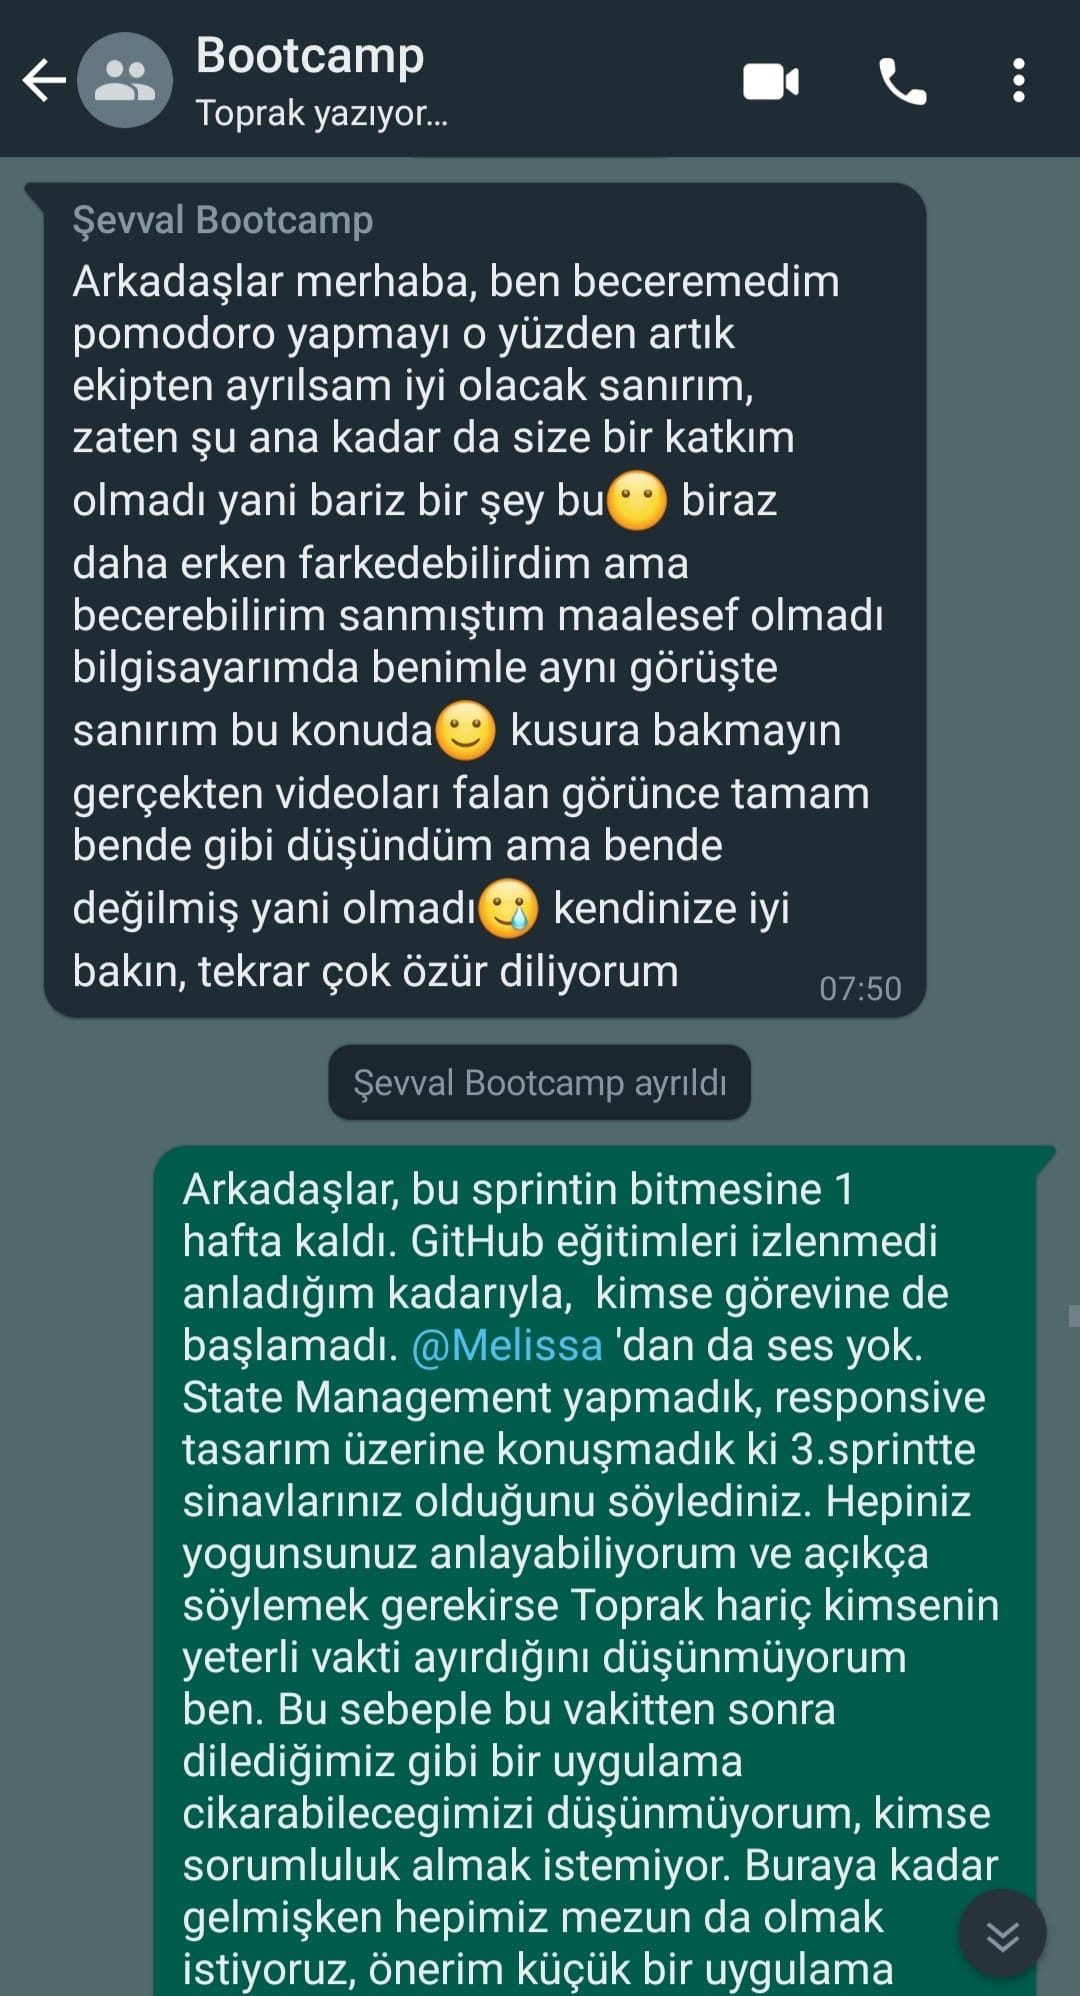 Bootcamp
Toprak yazıyor...
Şevval Bootcamp
Arkadaşlar merhaba, ben beceremedim
pomodoro yapmayı o yüzden artık
ekipten ayrılsam iyi olacak sanırım,
zaten şu ana kadar da size bir katkım
olmadı yani bariz bir şey bu😶 biraz
daha erken farkedebilirdim ama
becerebilirim sanmıştım maalesef olmadı
bilgisayarımda benimle aynı görüşte
sanırım bu konuda🙂 kusura bakmayın
gerçekten videoları falan görünce tamam
bende gibi düşündüm ama bende
değilmiş yani olmadı🥲 kendinize iyi
bakın, tekrar çok özür diliyorum
07:50
Şevval Bootcamp ayrıldı
Arkadaşlar, bu sprintin bitmesine 1
hafta kaldı. GitHub eğitimleri izlenmedi
anladığım kadarıyla,  kimse görevine de
başlamadı. @Melissa 'dan da ses yok.
State Management yapmadık, responsive
tasarım üzerine konuşmadık ki 3.sprintte
sinavlarınız olduğunu söylediniz. Hepiniz
yogunsunuz anlayabiliyorum ve açıkça
söylemek gerekirse Toprak hariç kimsenin
yeterli vakti ayırdığını düşünmüyorum
ben. Bu sebeple bu vakitten sonra
dilediğimiz gibi bir uygulama
cikarabilecegimizi düşünmüyorum, kimse
sorumluluk almak istemiyor. Buraya kadar
gelmişken hepimiz mezun da olmak
istiyoruz, önerim küçük bir uygulama